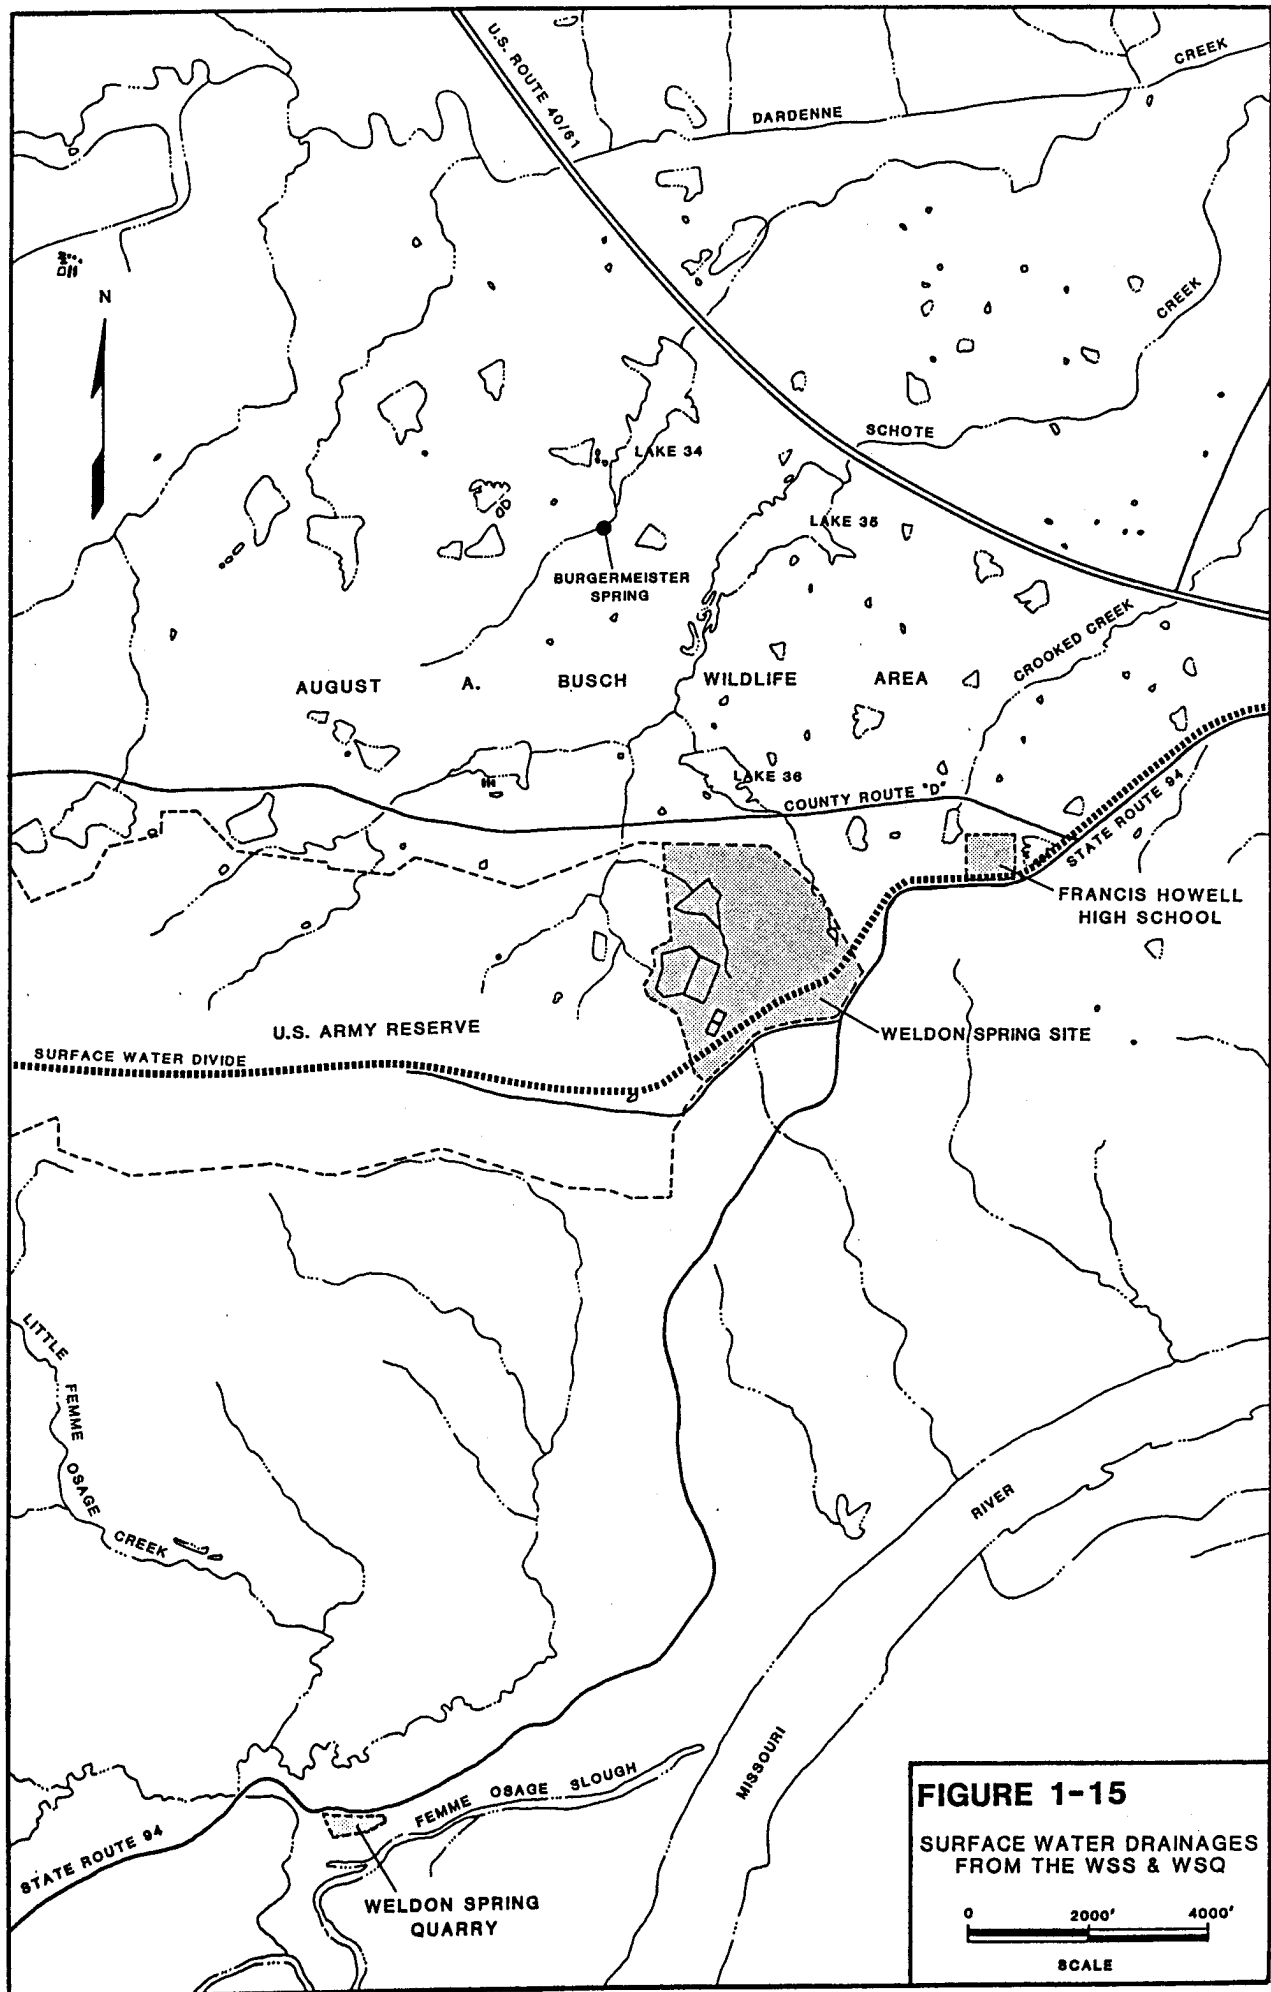 U.S. ROUTE 40/61
CREEK
DARDENNE
N
CREEK
SCHOTE
LAKE 34
LAKE 35
BURGERMEISTER
SPRING
CROOKED CREEK
AUGUST A. BUSCH WILDLIFE AREA
LAKE 36
COUNTY ROUTE "D"
STATE ROUTE 94
FRANCIS HOWELL
HIGH SCHOOL
U.S. ARMY RESERVE
WELDON SPRING SITE
SURFACE WATER DIVIDE
LITTLE
FEMME
OSAGE
CREEK
RIVER
MISSOURI
FEMME OSAGE SLOUGH
STATE ROUTE 94
WELDON SPRING
QUARRY
FIGURE 1-15
SURFACE WATER DRAINAGES
FROM THE WSS & WSQ
0 2000' 4000'
SCALE